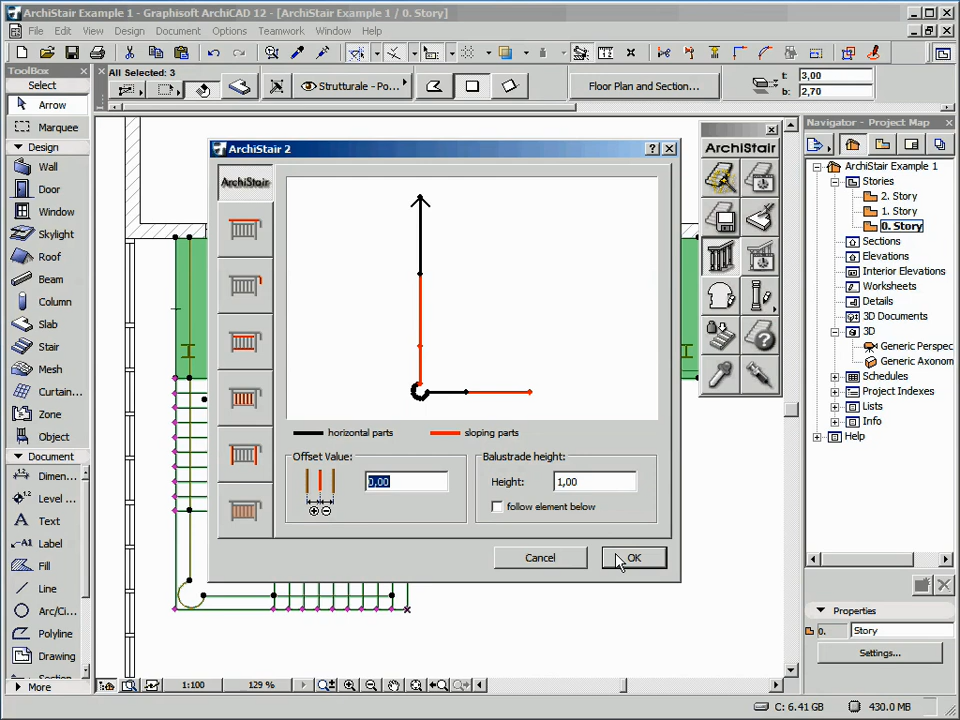 ArchiStair Example 1 - Graphisoft ArchiCAD 12 - [ArchiStair Example 1 / 0. Story]
File Edit View Design Document Options Teamwork Window Help
ToolBox
Select
Arrow
Marquee
Design
Wall
Door
Window
Skylight
Roof
Beam
Column
Slab
Stair
Mesh
Curtain...
Zone
Object
Document
Dimen...
Level ...
Text
Label
Fill
Line
Arc/Ci...
Polyline
Drawing
Section
More
All Selected: 3
Strutturale - Po...
Floor Plan and Section...
t: 3,00
b: 2,70
ArchiStair 2
ArchiStair
horizontal parts
sloping parts
Offset Value:
0,00
Balustrade height:
Height: 1,00
follow element below
Cancel
OK
ArchiStair
Navigator - Project Map
ArchiStair Example 1
Stories
2. Story
1. Story
0. Story
Sections
Elevations
Interior Elevations
Worksheets
Details
3D Documents
3D
Generic Perspec
Generic Axonom
Schedules
Project Indexes
Lists
Info
Help
Properties
0. Story
Settings...
1:100
129 %
C: 6.41 GB
430.0 MB